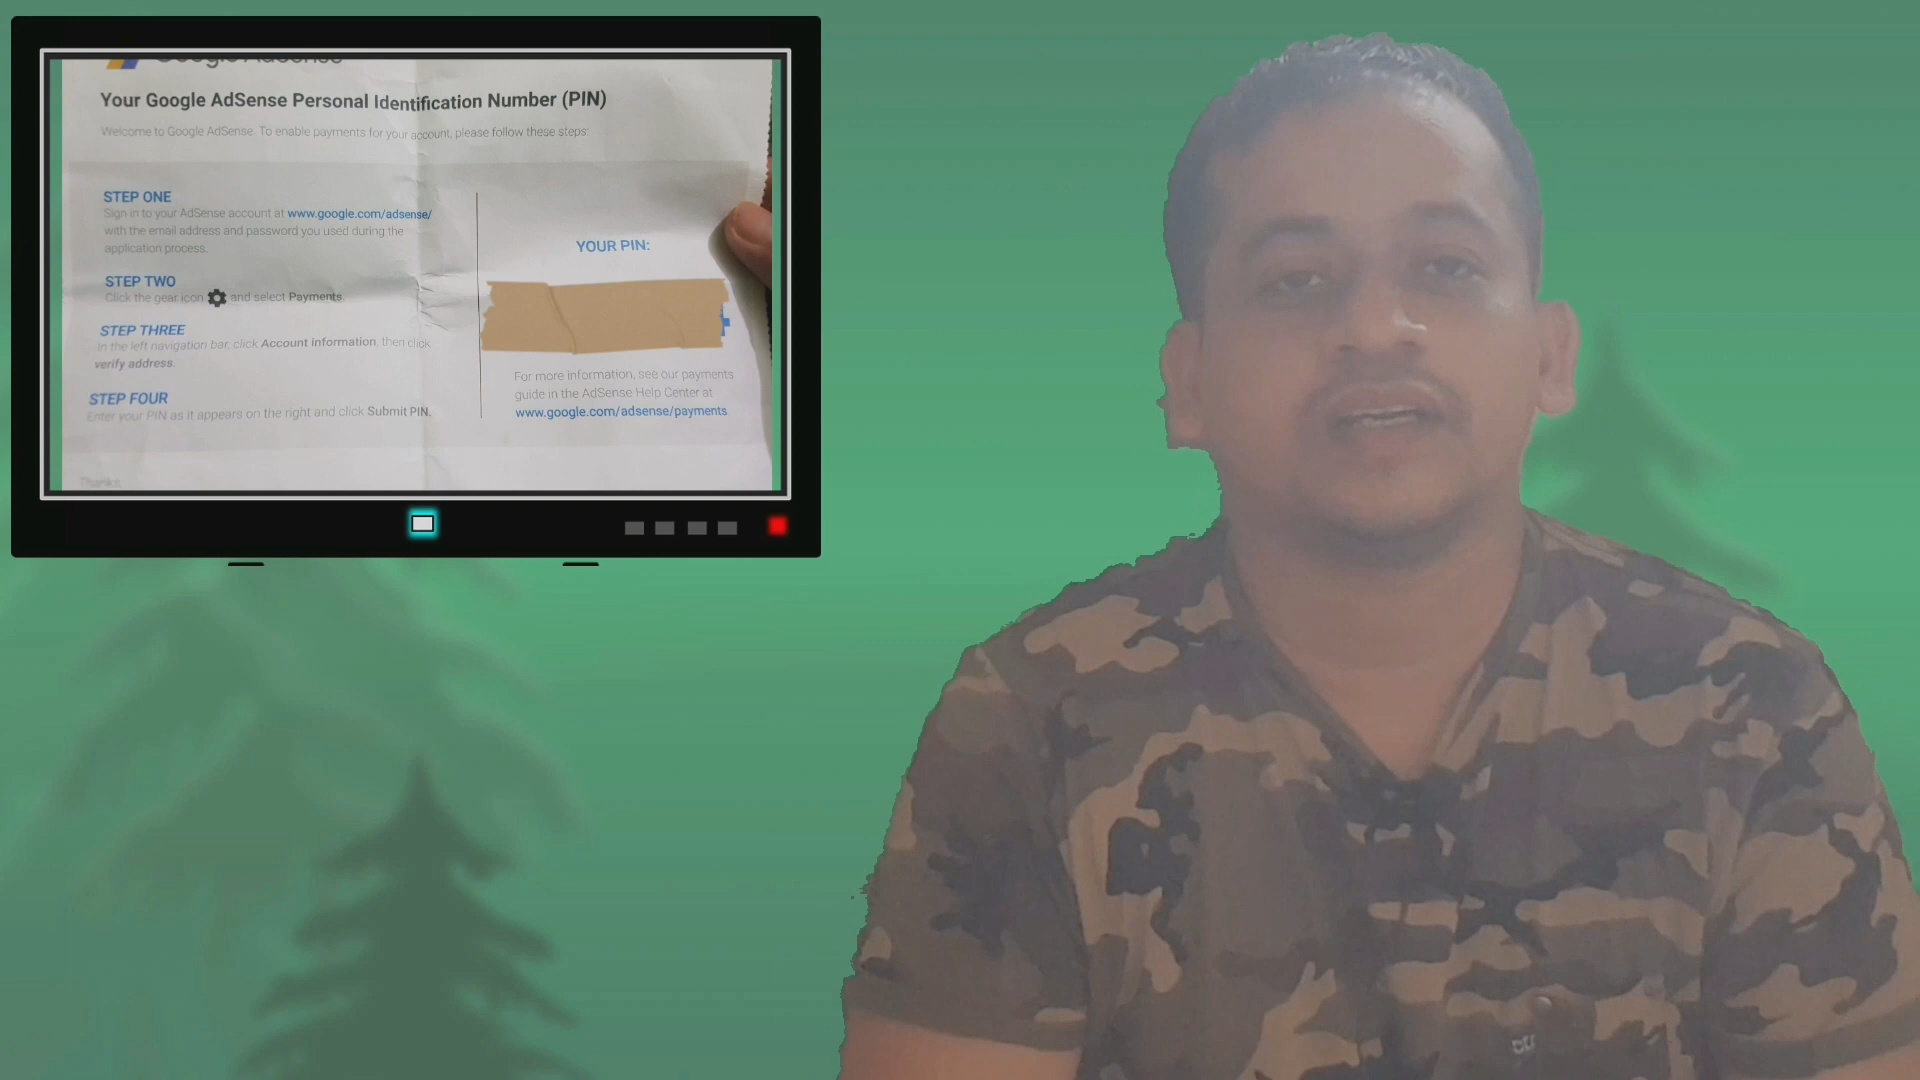 Google AdSense
Your Google AdSense Personal Identification Number (PIN)
Welcome to Google AdSense. To enable payments for your account, please follow these steps:
STEP ONE
Sign in to your AdSense account at www.google.com/adsense/
with the email address and password you used during the
application process.
STEP TWO
Click the gear icon and select Payments.
STEP THREE
In the left navigation bar, click Account information, then click
verify address.
STEP FOUR
Enter your PIN as it appears on the right and click Submit PIN.
YOUR PIN:
For more information, see our payments
guide in the AdSense Help Center at
www.google.com/adsense/payments
Thanks,